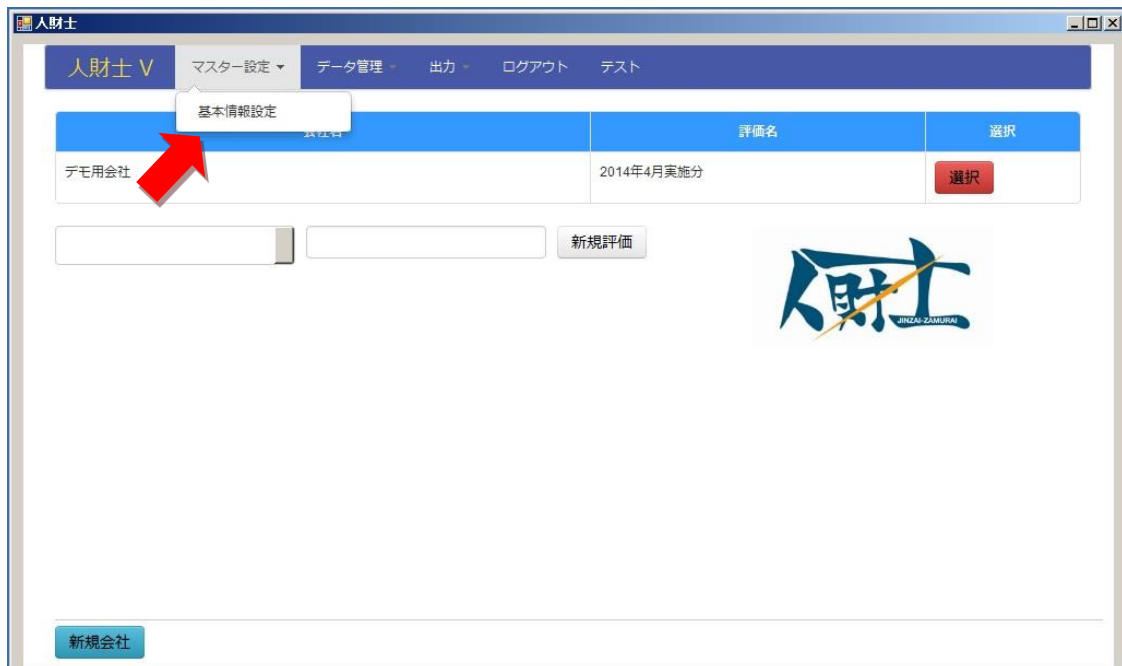 人財士
人財士 V マスター設定 データ管理 出力 ログアウト テスト
基本情報設定
会社名 評価名 選択
デモ用会社 2014年4月実施分 選択
新規評価
人財士
JINZAI-ZAMURAI
新規会社